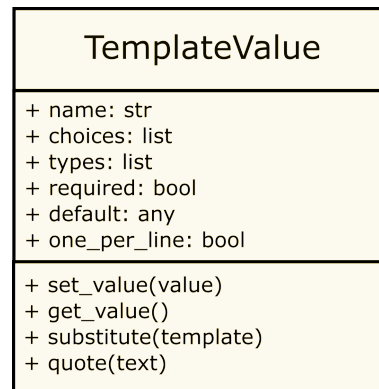 TemplateValue
+ name: str
+ choices: list
+ types: list
+ required: bool
+ default: any
+ one_per_line: bool
+ set_value(value)
+ get_value()
+ substitute(template)
+ quote(text)